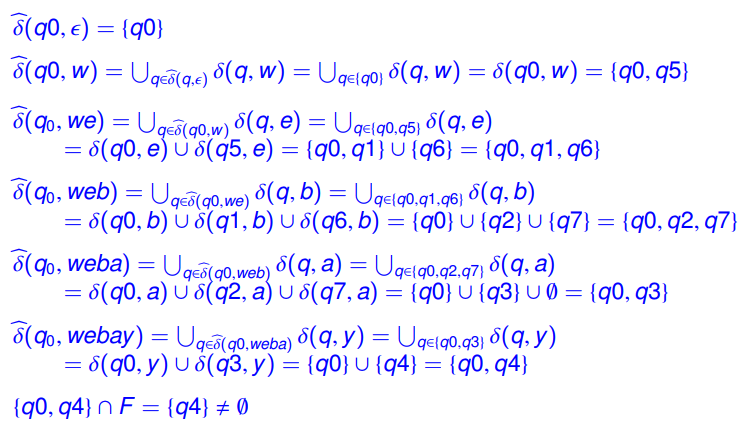 δ̂(q0, ϵ) = {q0}
δ̂(q0, w) = ⋃q∈δ̂(q,ϵ) δ(q, w) = ⋃q∈{q0} δ(q, w) = δ(q0, w) = {q0, q5}
δ̂(q₀, we) = ⋃q∈δ̂(q0,w) δ(q, e) = ⋃q∈{q0,q5} δ(q, e)
= δ(q0, e) ∪ δ(q5, e) = {q0, q1} ∪ {q6} = {q0, q1, q6}
δ̂(q₀, web) = ⋃q∈δ̂(q0,we) δ(q, b) = ⋃q∈{q0,q1,q6} δ(q, b)
= δ(q0, b) ∪ δ(q1, b) ∪ δ(q6, b) = {q0} ∪ {q2} ∪ {q7} = {q0, q2, q7}
δ̂(q₀, weba) = ⋃q∈δ̂(q0,web) δ(q, a) = ⋃q∈{q0,q2,q7} δ(q, a)
= δ(q0, a) ∪ δ(q2, a) ∪ δ(q7, a) = {q0} ∪ {q3} ∪ ∅ = {q0, q3}
δ̂(q₀, webay) = ⋃q∈δ̂(q0,weba) δ(q, y) = ⋃q∈{q0,q3} δ(q, y)
= δ(q0, y) ∪ δ(q3, y) = {q0} ∪ {q4} = {q0, q4}
{q0, q4} ∩ F = {q4} ≠ ∅